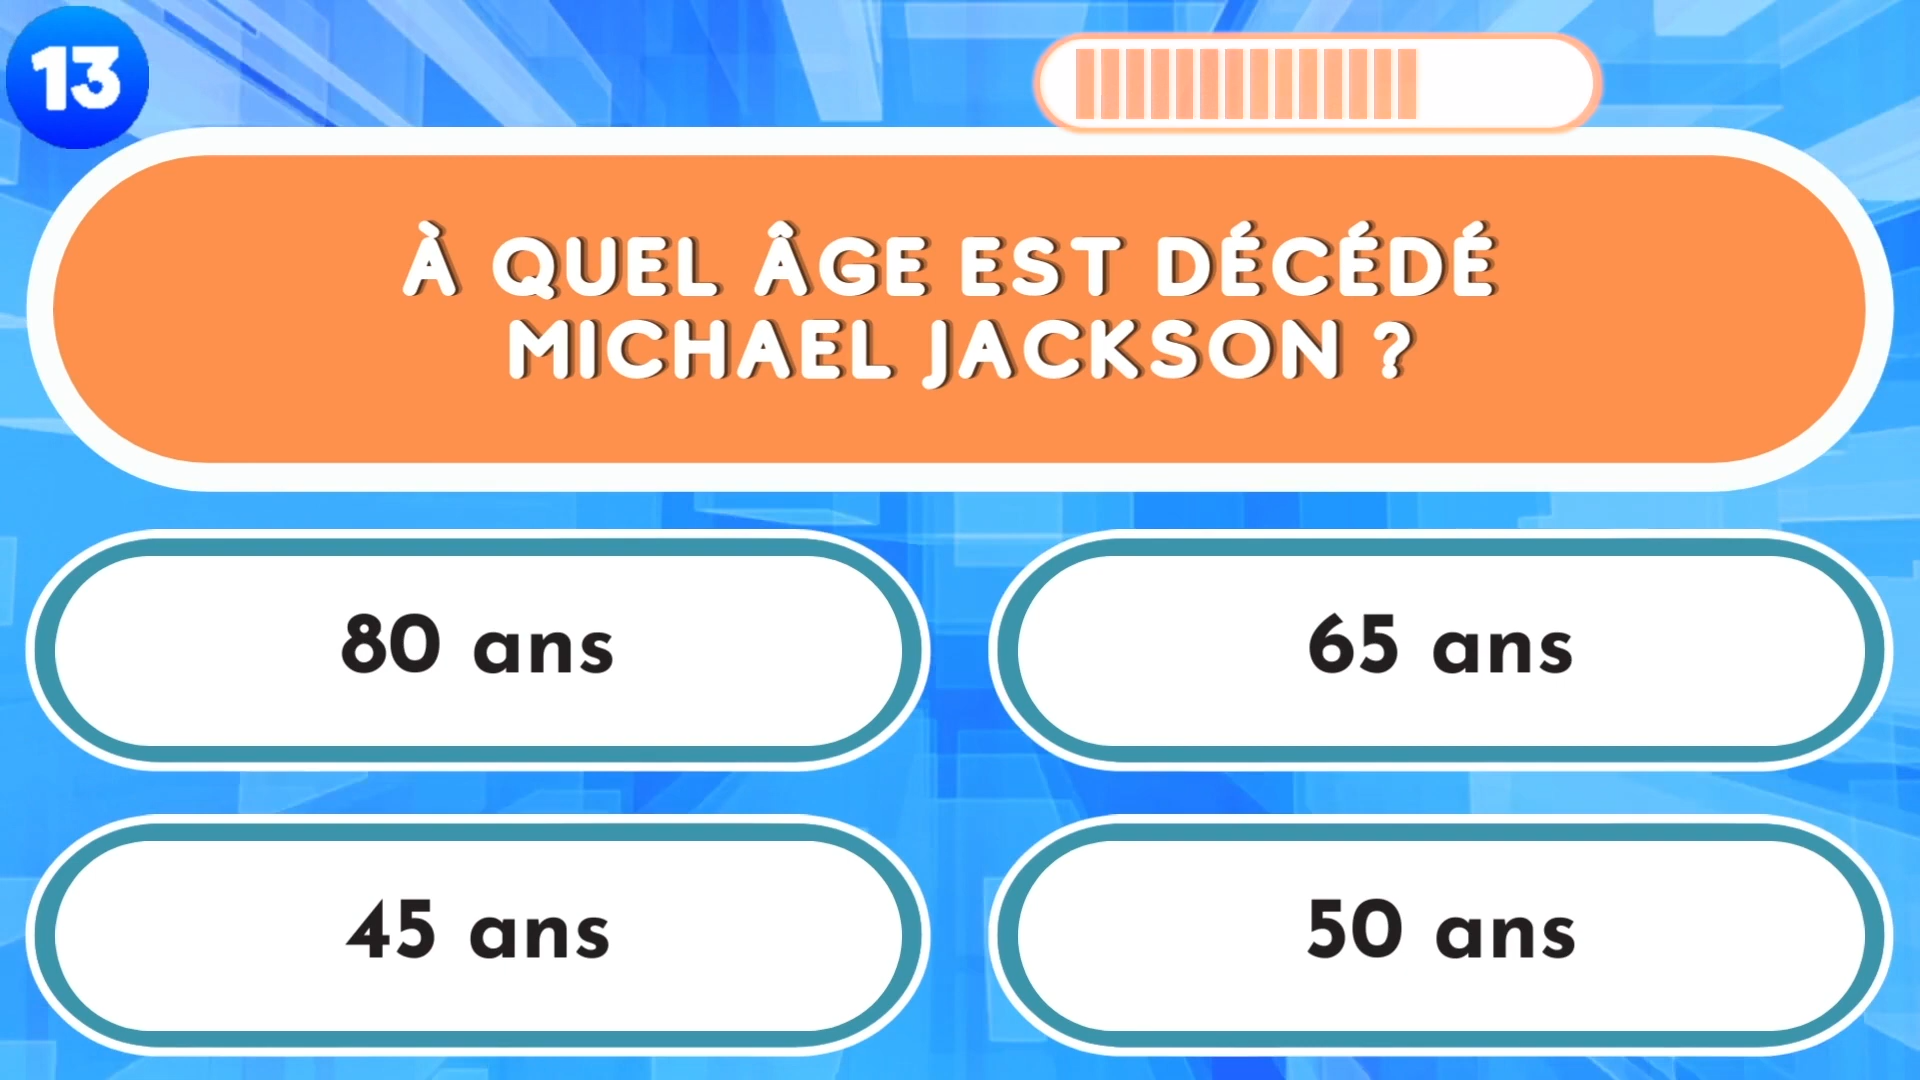 13
À QUEL ÂGE EST DÉCÉDÉ
MICHAEL JACKSON ?
80 ans
65 ans
45 ans
50 ans